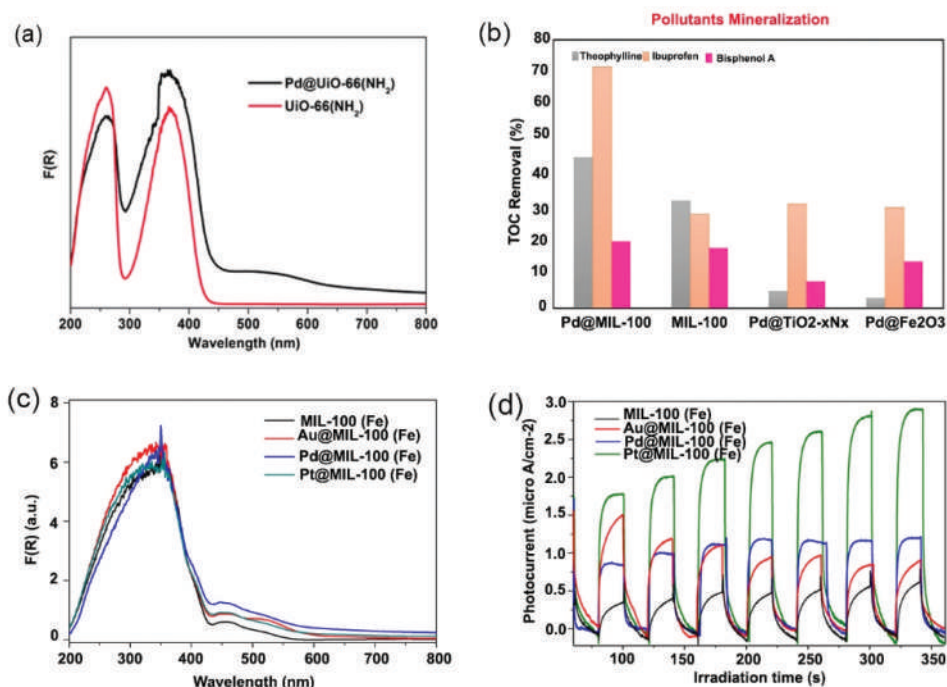 (a)
Pd@UiO-66(NH2)
UiO-66(NH2)
F(R)
200 300 400 500 600 700 800
Wavelength (nm)
(b)
Pollutants Mineralization
Theophylline Ibuprofen Bisphenol A
TOC Removal (%)
80
70
60
50
40
30
20
10
0
Pd@MIL-100 MIL-100 Pd@TiO2-xNx Pd@Fe2O3
(c)
MIL-100 (Fe)
Au@MIL-100 (Fe)
Pd@MIL-100 (Fe)
Pt@MIL-100 (Fe)
F(R) (a.u.)
8
6
4
2
0
200 300 400 500 600 700 800
Wavelength (nm)
(d)
MIL-100 (Fe)
Au@MIL-100 (Fe)
Pd@MIL-100 (Fe)
Pt@MIL-100 (Fe)
Photocurrent (micro A/cm-2)
3.0
2.5
2.0
1.5
1.0
0.5
0.0
100 150 200 250 300 350
Irradiation time (s)